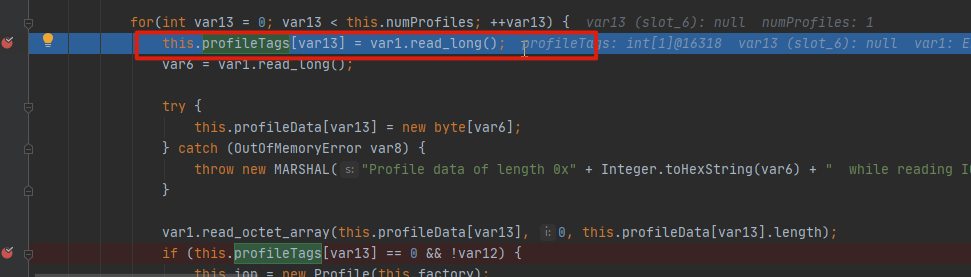 for(int var13 = 0; var13 < this.numProfiles; ++var13) { var13 (slot_6): null numProfiles: 1
this.profileTags[var13] = var1.read_long(); profileTags: int[1]@16318 var13 (slot_6): null var1: E
var6 = var1.read_long();
try {
this.profileData[var13] = new byte[var6];
} catch (OutOfMemoryError var8) {
throw new MARSHAL( s: "Profile data of length 0x" + Integer.toHexString(var6) + " while reading I
}
var1.read_octet_array(this.profileData[var13], i: 0, this.profileData[var13].length);
if (this.profileTags[var13] == 0 && !var12) {
this.iop = new Profile(this.factory);